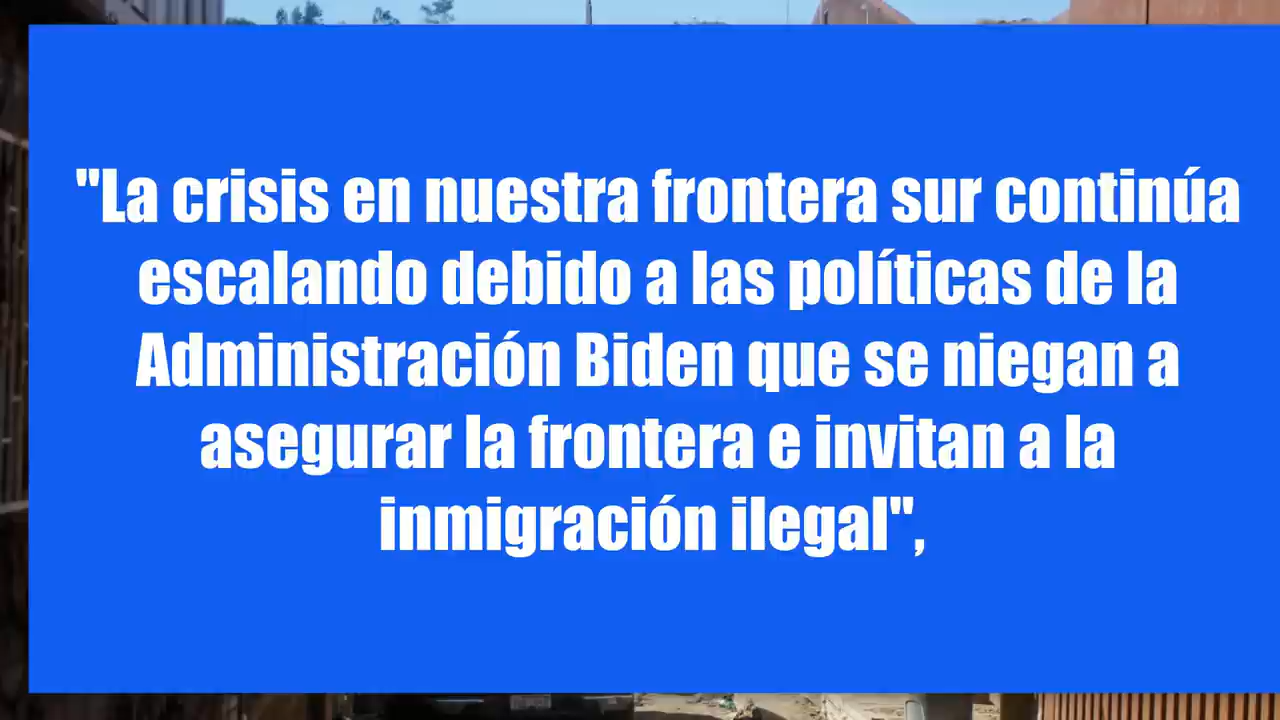 "La crisis en nuestra frontera sur continúa
escalando debido a las políticas de la
Administración Biden que se niegan a
asegurar la frontera e invitan a la
inmigración ilegal",